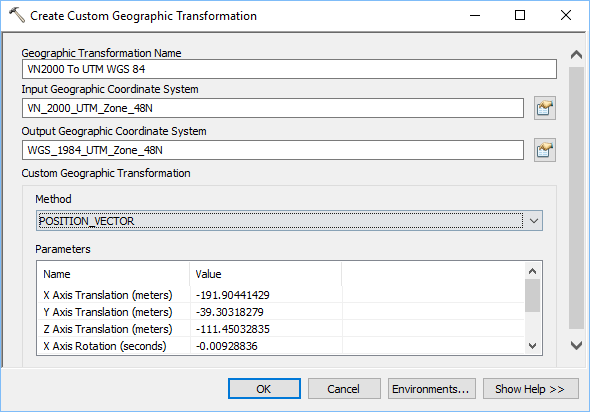 Create Custom Geographic Transformation
Geographic Transformation Name
VN2000 To UTM WGS 84
Input Geographic Coordinate System
VN_2000_UTM_Zone_48N
Output Geographic Coordinate System
WGS_1984_UTM_Zone_48N
Custom Geographic Transformation
Method
POSITION_VECTOR
Parameters
Name Value
X Axis Translation (meters) -191.90441429
Y Axis Translation (meters) -39.30318279
Z Axis Translation (meters) -111.45032835
X Axis Rotation (seconds) -0.00928836
OK Cancel Environments... Show Help >>